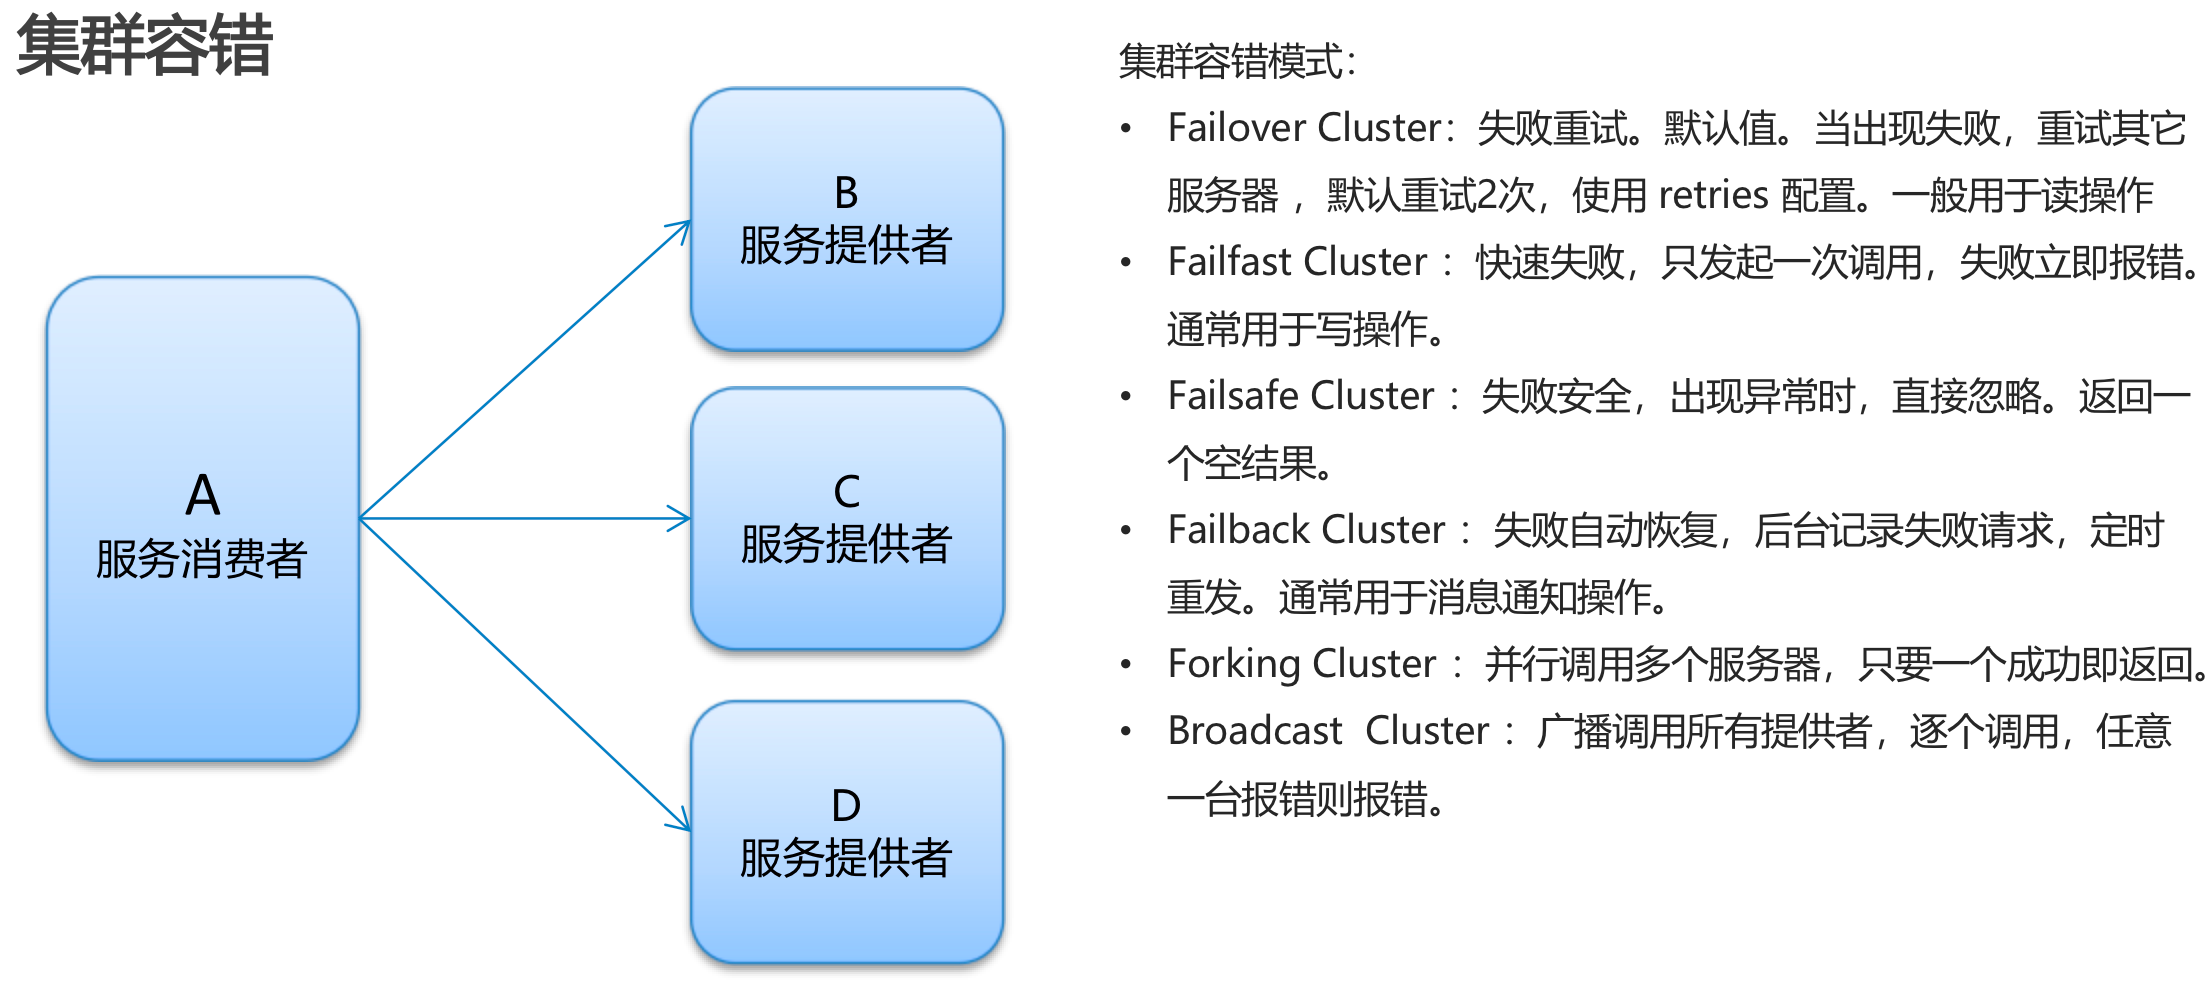 集群容错
A
服务消费者
B
服务提供者
C
服务提供者
D
服务提供者
集群容错模式：
• Failover Cluster：失败重试。默认值。当出现失败，重试其它
服务器 ，默认重试2次，使用 retries 配置。一般用于读操作
• Failfast Cluster ：快速失败，只发起一次调用，失败立即报错。
通常用于写操作。
• Failsafe Cluster ：失败安全，出现异常时，直接忽略。返回一
个空结果。
• Failback Cluster ：失败自动恢复，后台记录失败请求，定时
重发。通常用于消息通知操作。
• Forking Cluster ：并行调用多个服务器，只要一个成功即返回。
• Broadcast  Cluster ：广播调用所有提供者，逐个调用，任意
一台报错则报错。